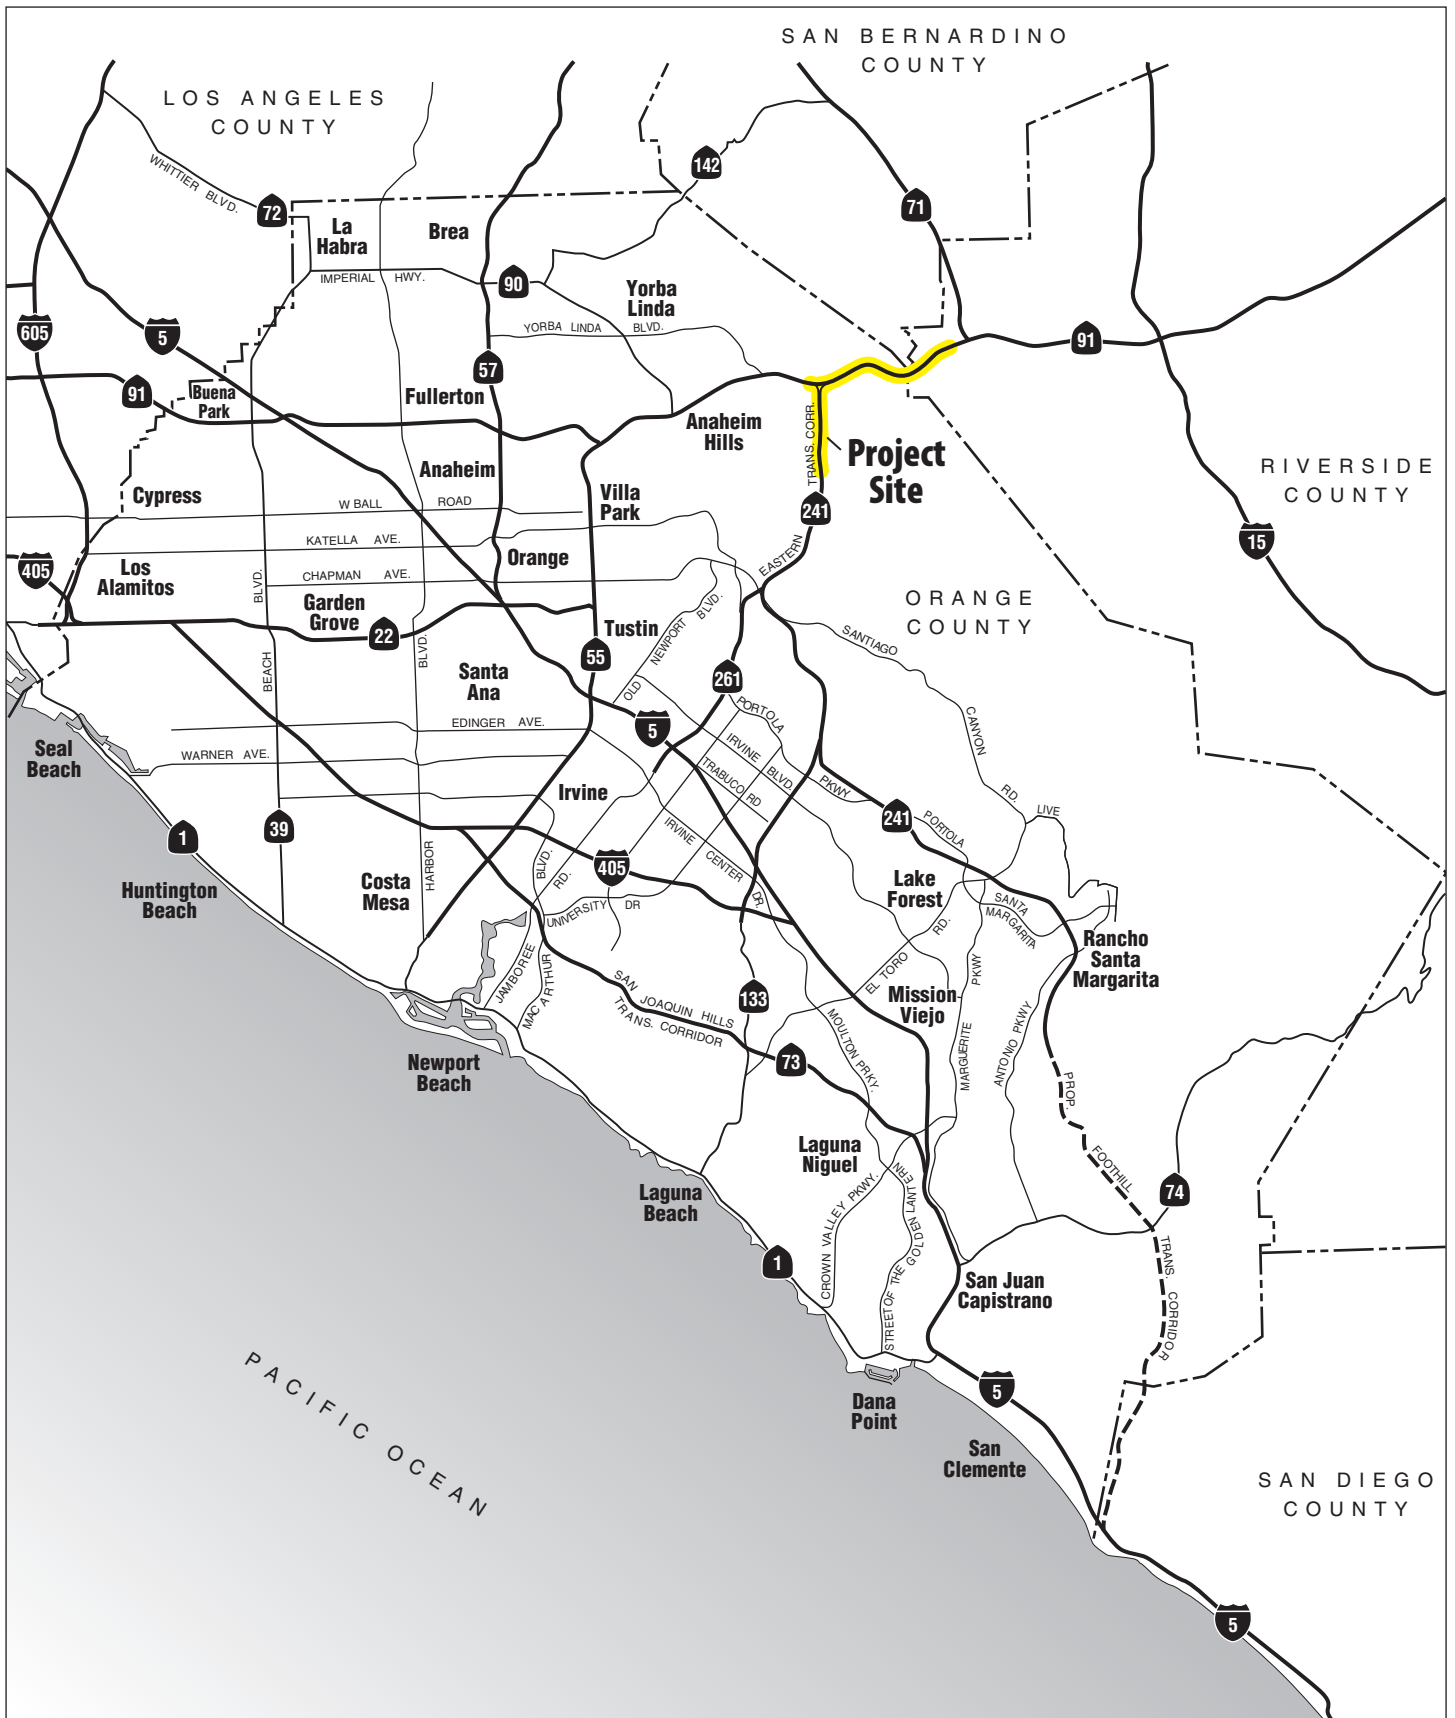 SAN BERNARDINO
COUNTY
LOS ANGELES
COUNTY
WHITTIER BLVD.
142
72
71
La
Habra
Brea
IMPERIAL HWY.
90
Yorba
Linda
605
5
YORBA LINDA BLVD.
91
57
91
Buena
Park
Fullerton
Anaheim
Hills
TRANS. CORR.
Project
Site
RIVERSIDE
COUNTY
Anaheim
Cypress
W BALL ROAD
Villa
Park
241
15
KATELLA AVE.
Orange
EASTERN
405
Los
Alamitos
CHAPMAN AVE.
BLVD.
Garden
Grove
22
ORANGE
COUNTY
OLD NEWPORT BLVD.
Tustin
SANTIAGO
CANYON
RD.
BLVD.
55
BEACH
Santa
Ana
261
PORTOLA
PKWY
EDINGER AVE.
5
IRVINE BLVD.
Seal
Beach
WARNER AVE.
TRABUCO RD
Irvine
241
PORTOLA
LIVE
1
39
IRVINE CENTER DR.
HARBOR
BLVD.
RD.
405
Huntington
Beach
Costa
Mesa
Lake
Forest
SANTA
MARGARITA
UNIVERSITY DR
EL TORO RD.
Rancho
Santa
Margarita
JAMBOREE
MAC ARTHUR
SAN JOAQUIN HILLS
TRANS. CORRIDOR
133
Mission
Viejo
PKWY
MARGUERITE
MOULTON PRKY.
ANTONIO PKWY
Newport
Beach
73
PROP.
FOOTHILL
TRANS.
CORRIDOR
Laguna
Niguel
CROWN VALLEY PKWY.
STREET OF THE GOLDEN LANTERN
74
Laguna
Beach
1
San Juan
Capistrano
PACIFIC OCEAN
5
Dana
Point
San
Clemente
SAN DIEGO
COUNTY
5